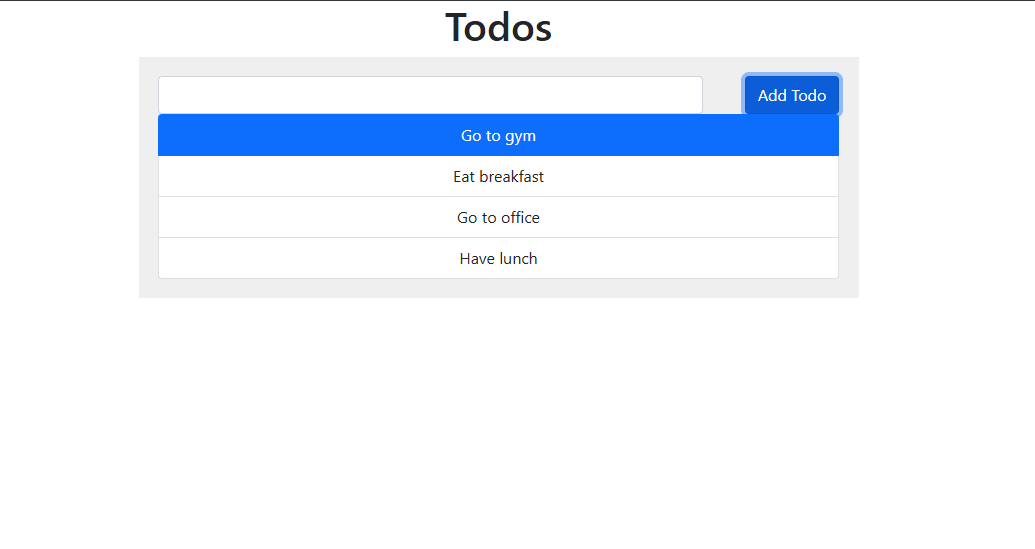 Todos
Add Todo
Go to gym
Eat breakfast
Go to office
Have lunch